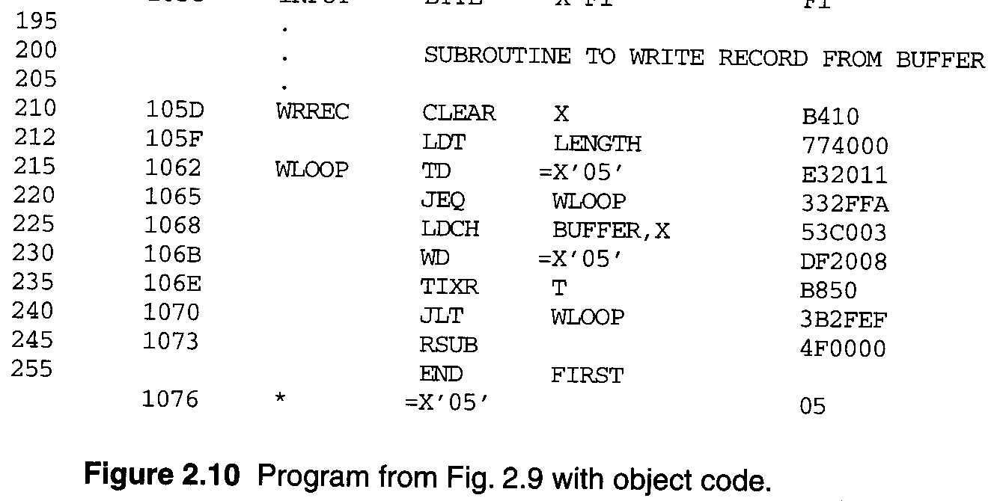 195 .
200 . SUBROUTINE TO WRITE RECORD FROM BUFFER
205 .
210 105D WRREC CLEAR X B410
212 105F LDT LENGTH 774000
215 1062 WLOOP TD =X'05' E32011
220 1065 JEQ WLOOP 332FFA
225 1068 LDCH BUFFER,X 53C003
230 106B WD =X'05' DF2008
235 106E TIXR T B850
240 1070 JLT WLOOP 3B2FEF
245 1073 RSUB 4F0000
255 END FIRST
1076 * =X'05' 05
Figure 2.10 Program from Fig. 2.9 with object code.